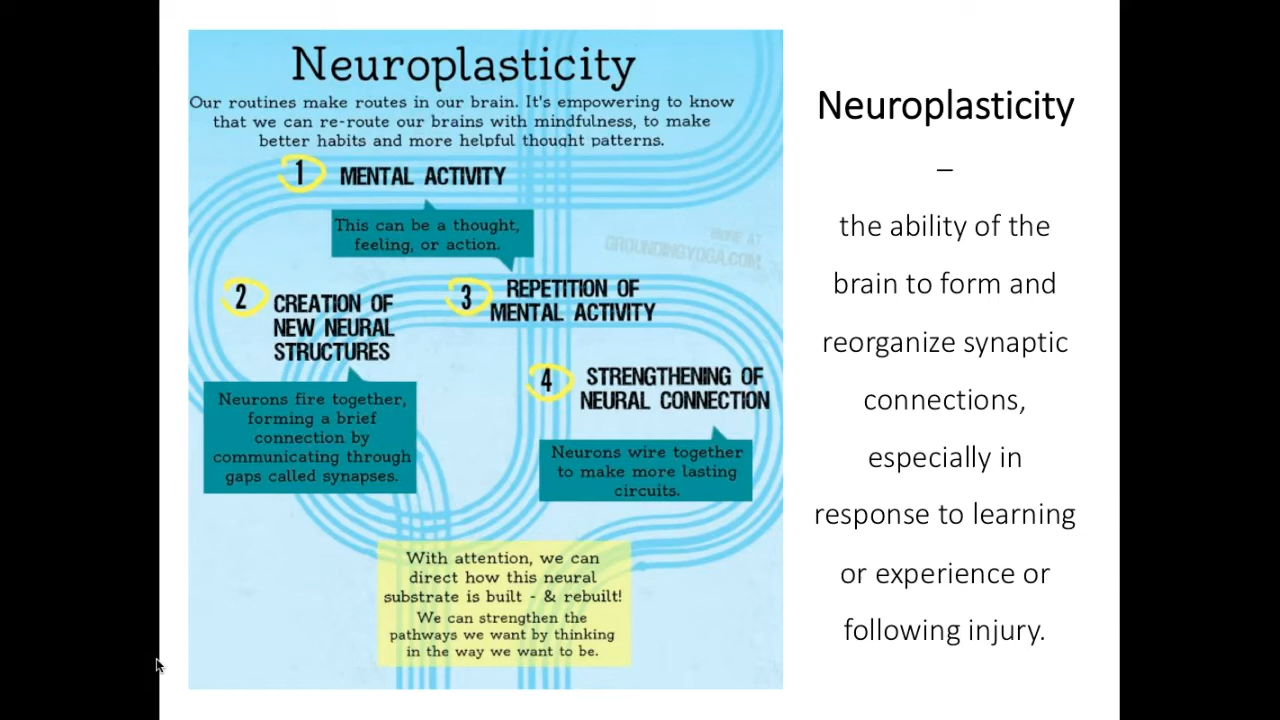 Neuroplasticity
Our routines make routes in our brain. It's empowering to know
that we can re-route our brains with mindfulness, to make
better habits and more helpful thought patterns.
1 MENTAL ACTIVITY
This can be a thought,
feeling, or action.
MORE AT
GROUNDINGYOGA.COM
2 CREATION OF
NEW NEURAL
STRUCTURES
Neurons fire together,
forming a brief
connection by
communicating through
gaps called synapses.
3 REPETITION OF
MENTAL ACTIVITY
4 STRENGTHENING OF
NEURAL CONNECTION
Neurons wire together
to make more lasting
circuits.
With attention, we can
direct how this neural
substrate is built - & rebuilt!
We can strengthen the
pathways we want by thinking
in the way we want to be.
Neuroplasticity
–
the ability of the
brain to form and
reorganize synaptic
connections,
especially in
response to learning
or experience or
following injury.